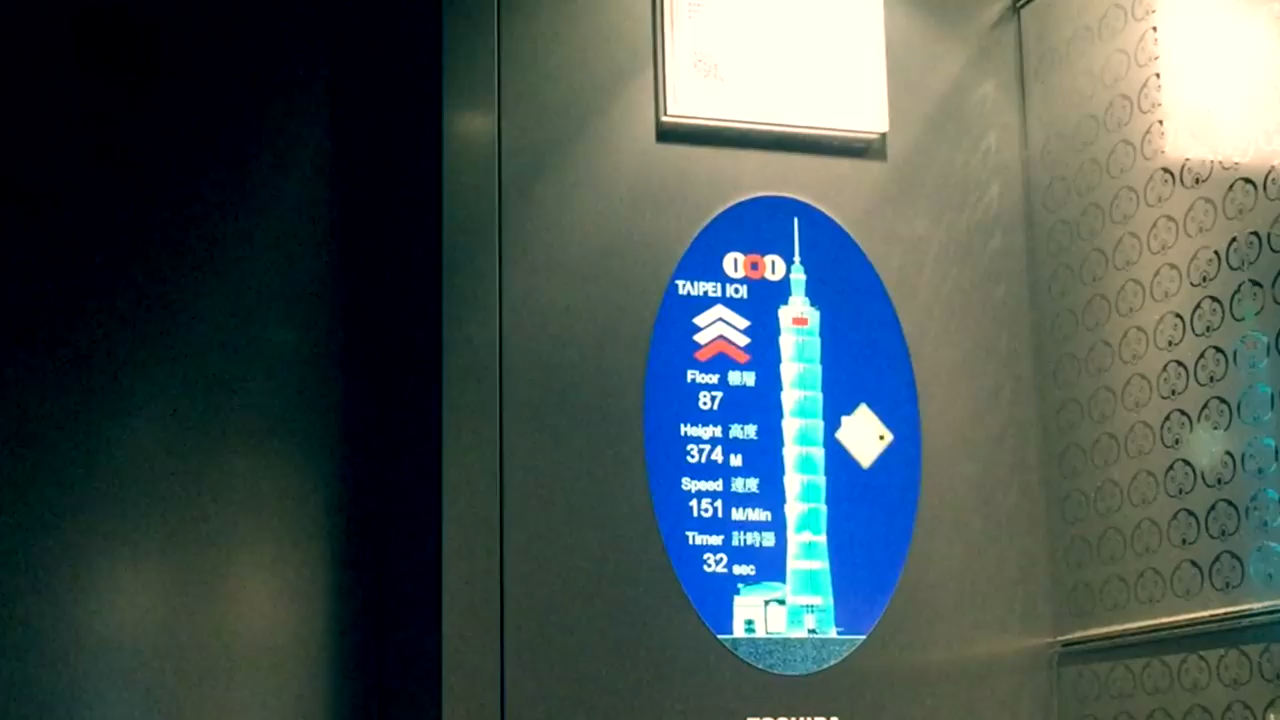 TAIPEI 101
Floor 樓層
87
Height 高度
374 M
Speed 速度
151 M/Min
Timer 計時器
32 sec
TOSHIBA